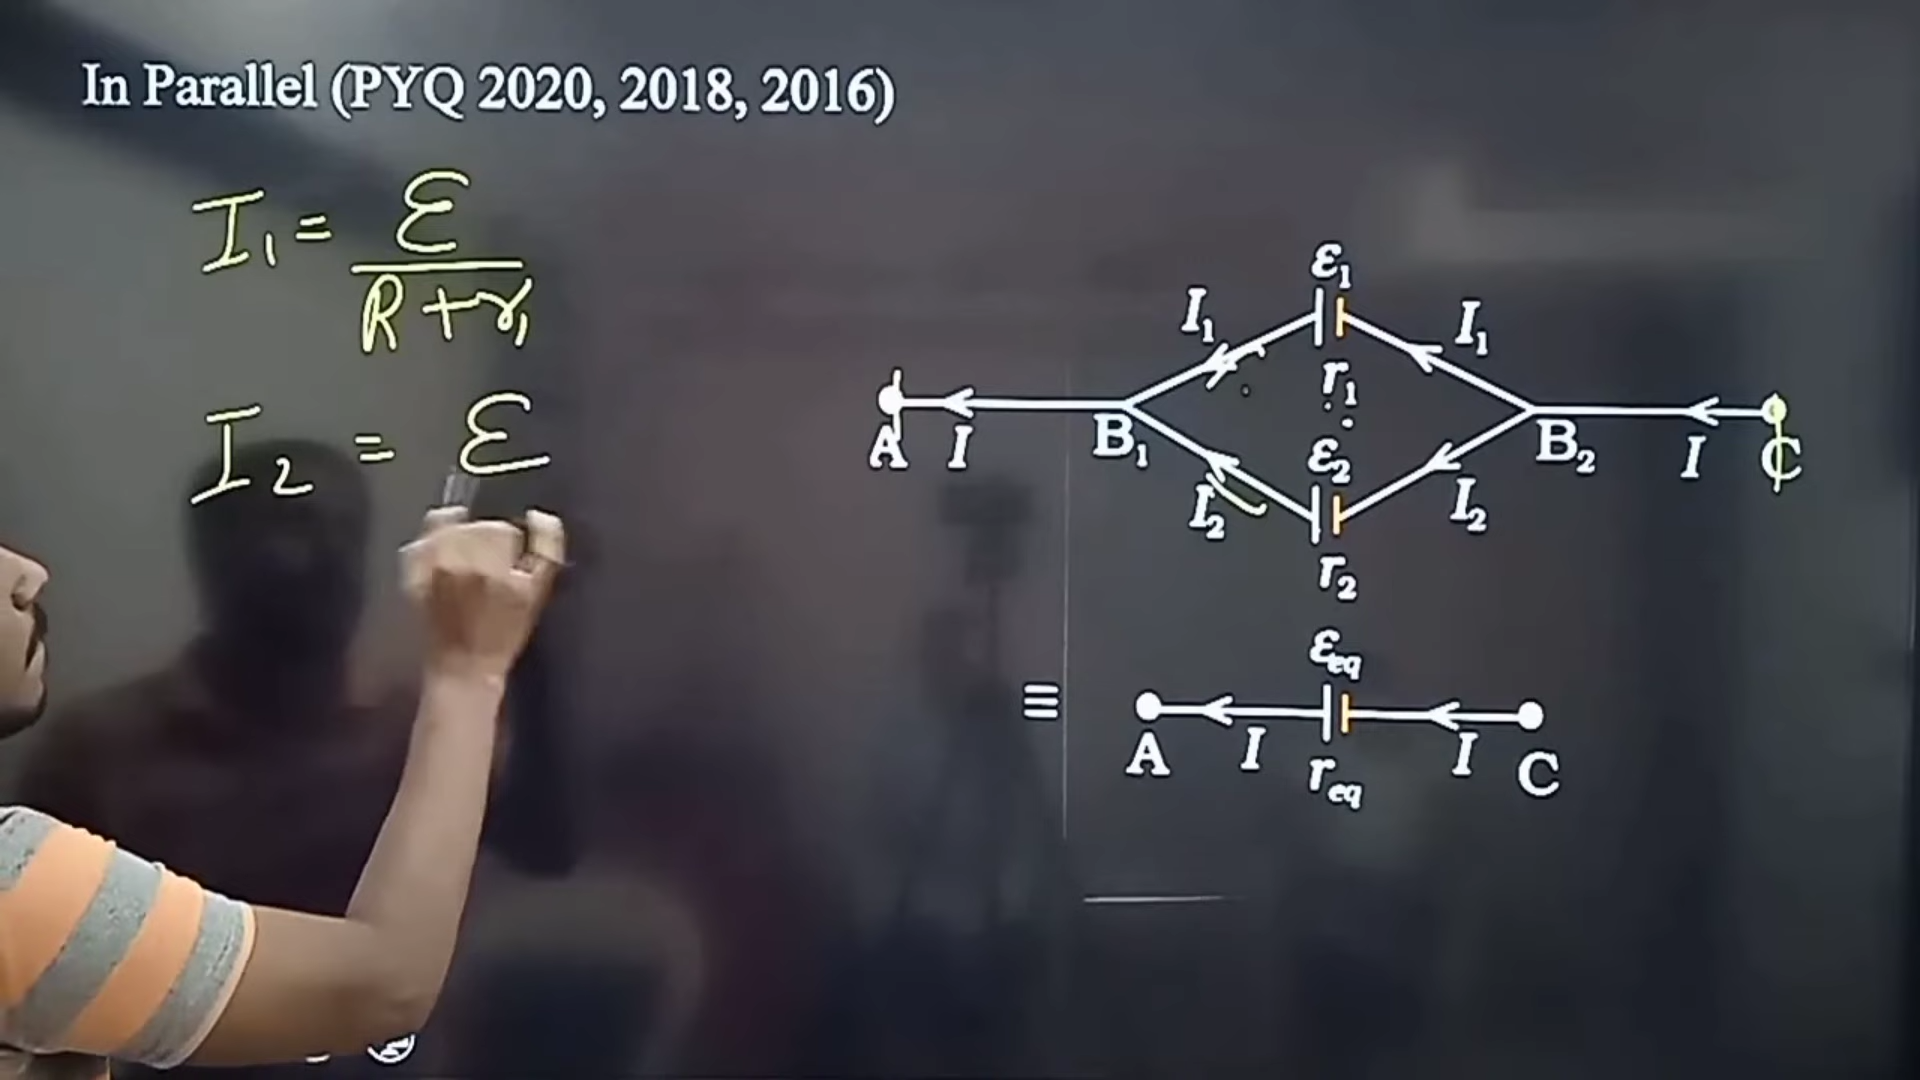 In Parallel (PYQ 2020, 2018, 2016)
I₁ = ε / R + r₁
I₂ = ε
ε₁
I₁ I₁
r₁
A I B₁ ε₂ B₂ I C
I₂ I₂
r₂
ε_eq
≡
A I r_eq I C